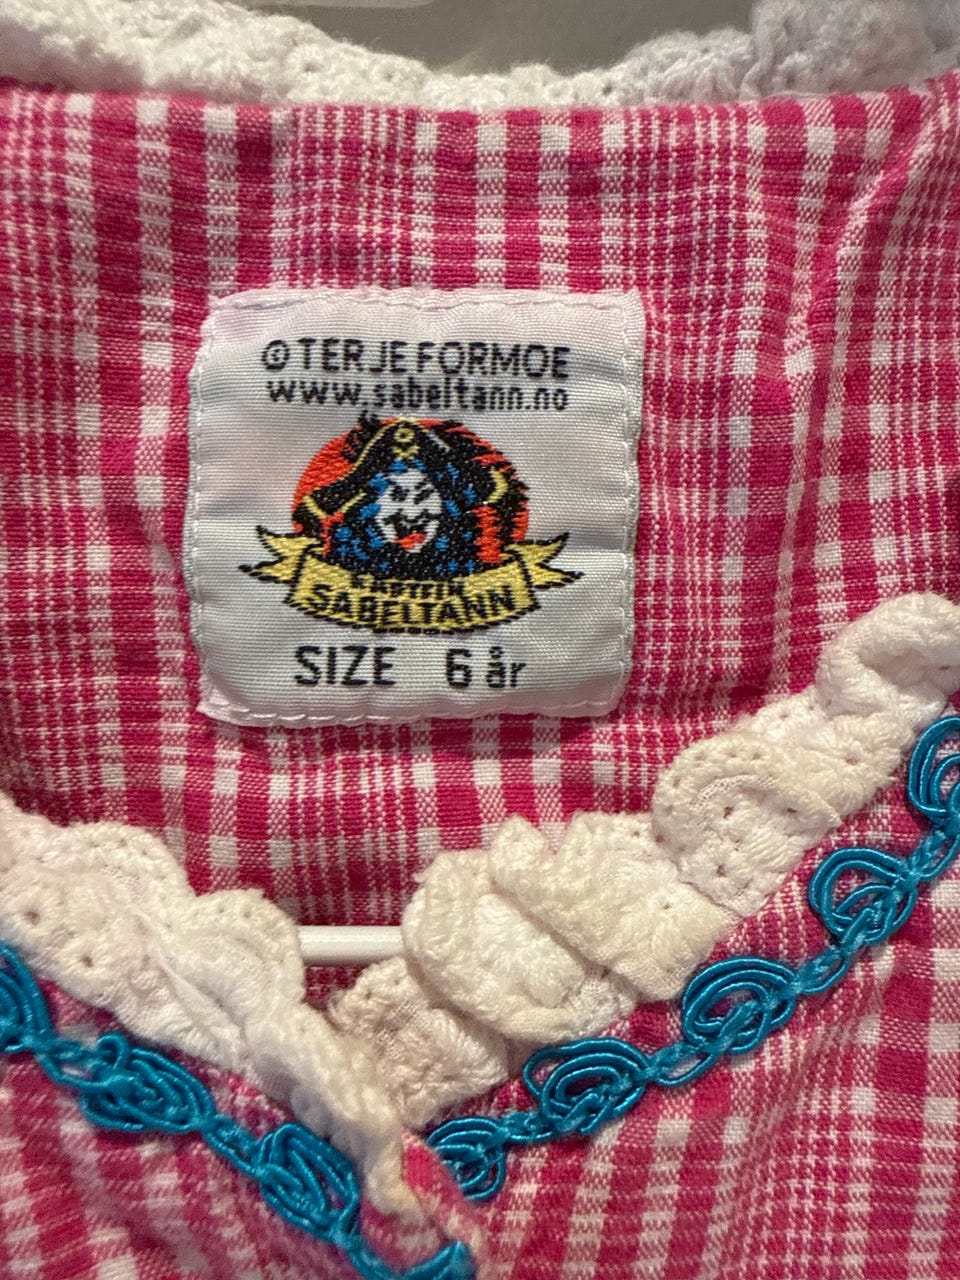 © TERJE FORMOE
www.sabeltann.no
KAPTEIN
SABELTANN
SIZE 6 år